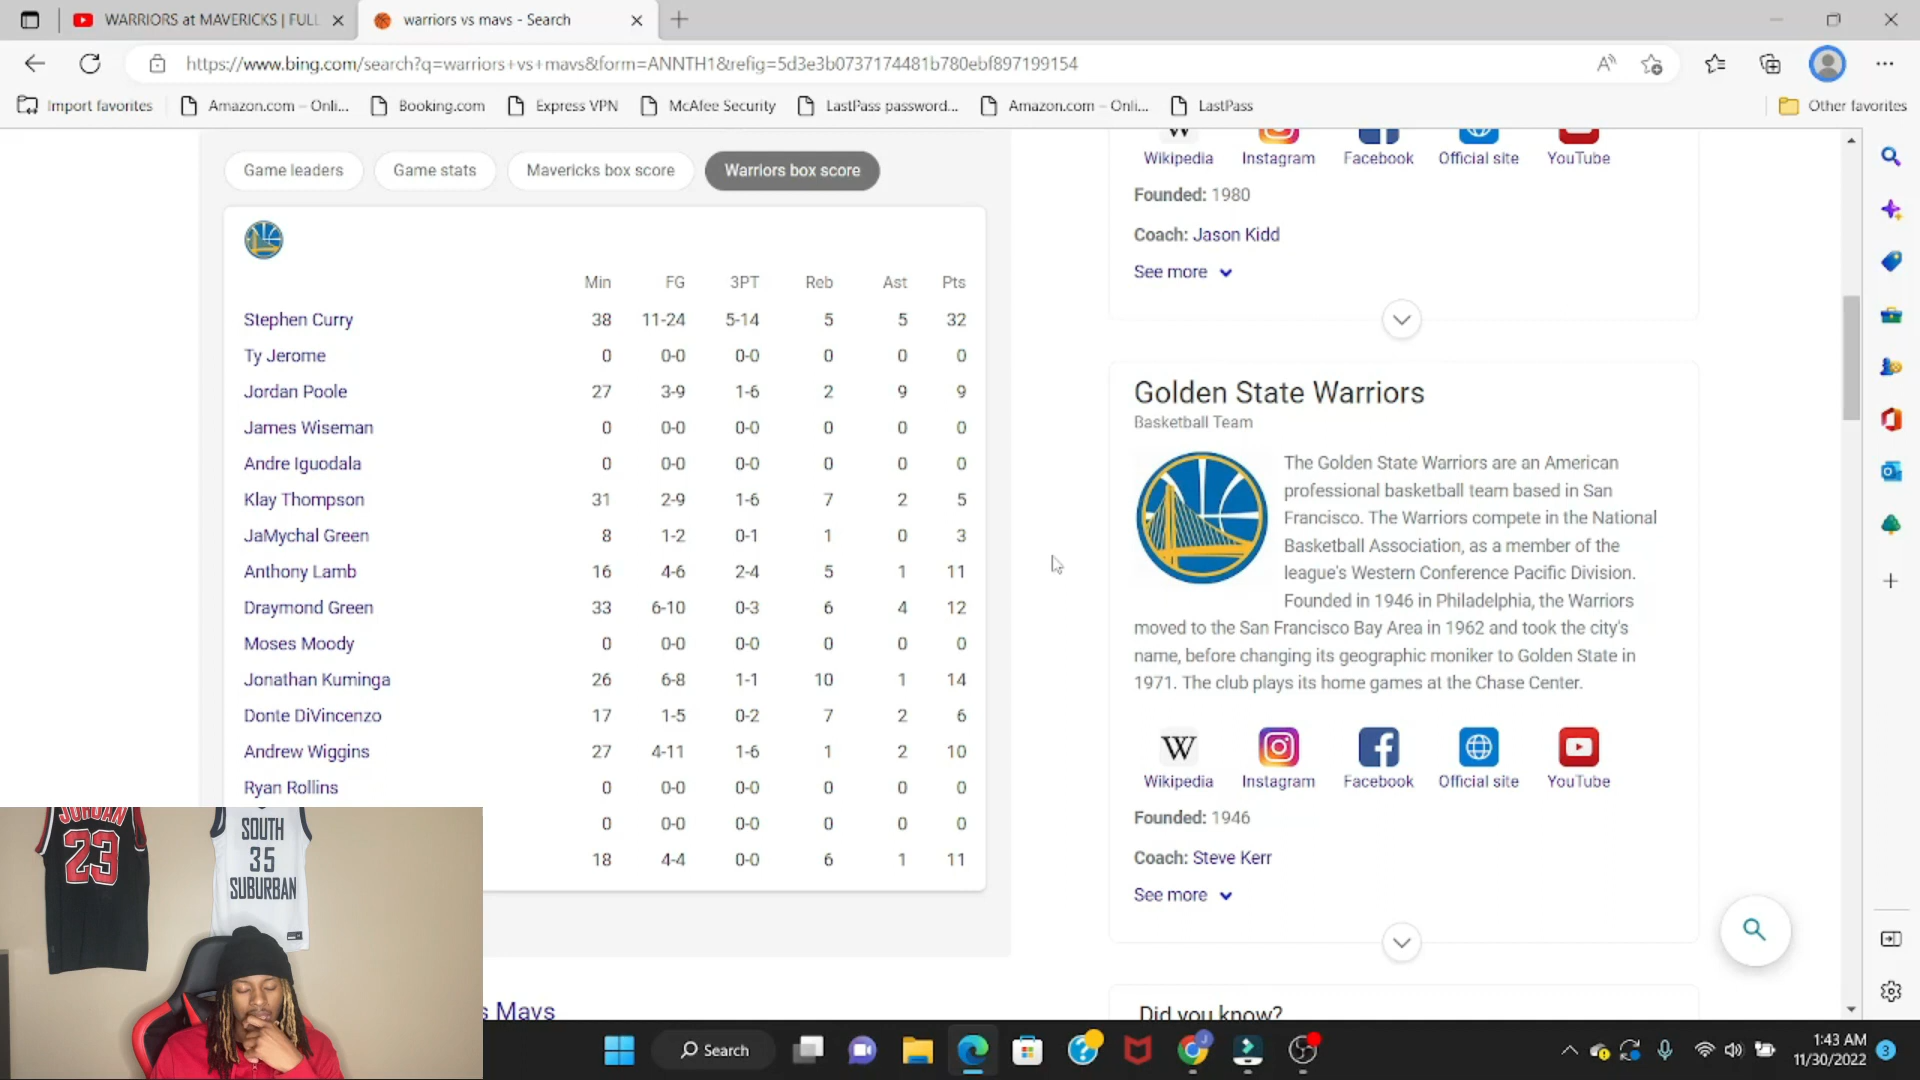 WARRIORS at MAVERICKS | FULL
warriors vs mavs - Search
https://www.bing.com/search?q=warriors+vs+mavs&form=ANNTH1&refig=5d3e3b0737174481b780ebf897199154
Import favorites
Amazon.com – Onli...
Booking.com
Express VPN
McAfee Security
LastPass password...
Amazon.com – Onli...
LastPass
Other favorites
Game leaders
Game stats
Mavericks box score
Warriors box score
Min FG 3PT Reb Ast Pts
Stephen Curry 38 11-24 5-14 5 5 32
Ty Jerome 0 0-0 0-0 0 0 0
Jordan Poole 27 3-9 1-6 2 9 9
James Wiseman 0 0-0 0-0 0 0 0
Andre Iguodala 0 0-0 0-0 0 0 0
Klay Thompson 31 2-9 1-6 7 2 5
JaMychal Green 8 1-2 0-1 1 0 3
Anthony Lamb 16 4-6 2-4 5 1 11
Draymond Green 33 6-10 0-3 6 4 12
Moses Moody 0 0-0 0-0 0 0 0
Jonathan Kuminga 26 6-8 1-1 10 1 14
Donte DiVincenzo 17 1-5 0-2 7 2 6
Andrew Wiggins 27 4-11 1-6 1 2 10
Ryan Rollins 0 0-0 0-0 0 0 0
0 0-0 0-0 0 0 0
18 4-4 0-0 6 1 11
s Mavs
W
Wikipedia Instagram Facebook Official site YouTube
Founded: 1980
Coach: Jason Kidd
See more
Golden State Warriors
Basketball Team
The Golden State Warriors are an American
professional basketball team based in San
Francisco. The Warriors compete in the National
Basketball Association, as a member of the
league's Western Conference Pacific Division.
Founded in 1946 in Philadelphia, the Warriors
moved to the San Francisco Bay Area in 1962 and took the city's
name, before changing its geographic moniker to Golden State in
1971. The club plays its home games at the Chase Center.
W
Wikipedia Instagram Facebook Official site YouTube
Founded: 1946
Coach: Steve Kerr
See more
Did you know?
JORDAN
23
SOUTH
35
SUBURBAN
Search
1:43 AM
11/30/2022
3